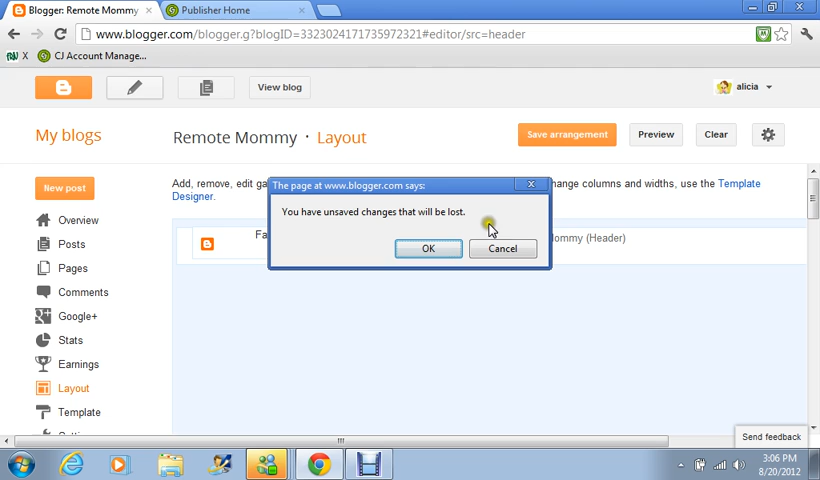 Blogger: Remote Mommy
Publisher Home
www.blogger.com/blogger.g?blogID=3323024171735972321#editor/src=header
X
CJ Account Manage...
View blog
alicia
My blogs
Remote Mommy · Layout
Save arrangement
Preview
Clear
New post
Add, remove, edit ga
hange columns and widths, use the Template
Designer.
The page at www.blogger.com says:
You have unsaved changes that will be lost.
OK
Cancel
Fa
ommy (Header)
Overview
Posts
Pages
Comments
Google+
Stats
Earnings
Layout
Template
Send feedback
3:06 PM
8/20/2012